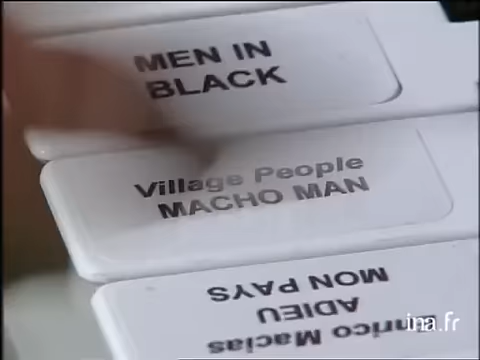 MEN IN
BLACK
Village People
MACHO MAN
Enrico Macias
ADIEU
MON PAYS
ina.fr